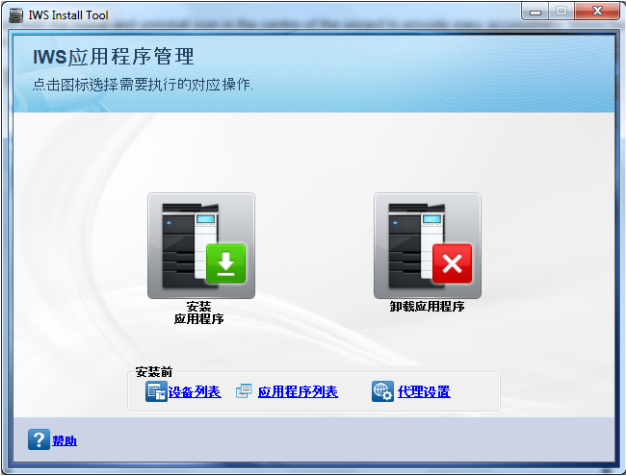 IWS Install Tool
IWS应用程序管理
点击图标选择需要执行的对应操作.
安装
应用程序
卸载应用程序
安装前
设备列表
应用程序列表
代理设置
? 帮助